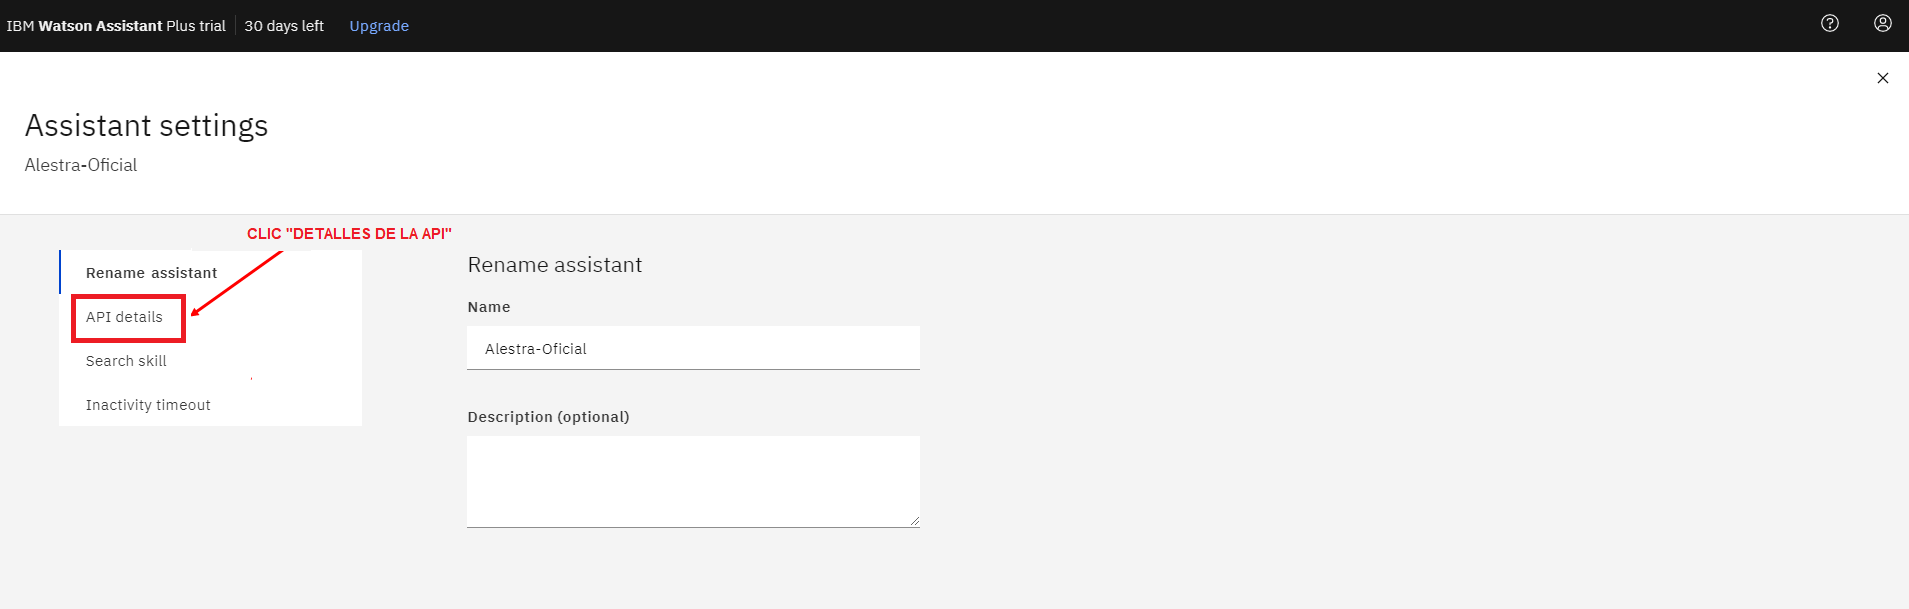 IBM Watson Assistant Plus trial 30 days left Upgrade
Assistant settings
Alestra-Oficial
CLIC "DETALLES DE LA API"
Rename assistant
API details
Search skill
Inactivity timeout
Rename assistant
Name
Alestra-Oficial
Description (optional)